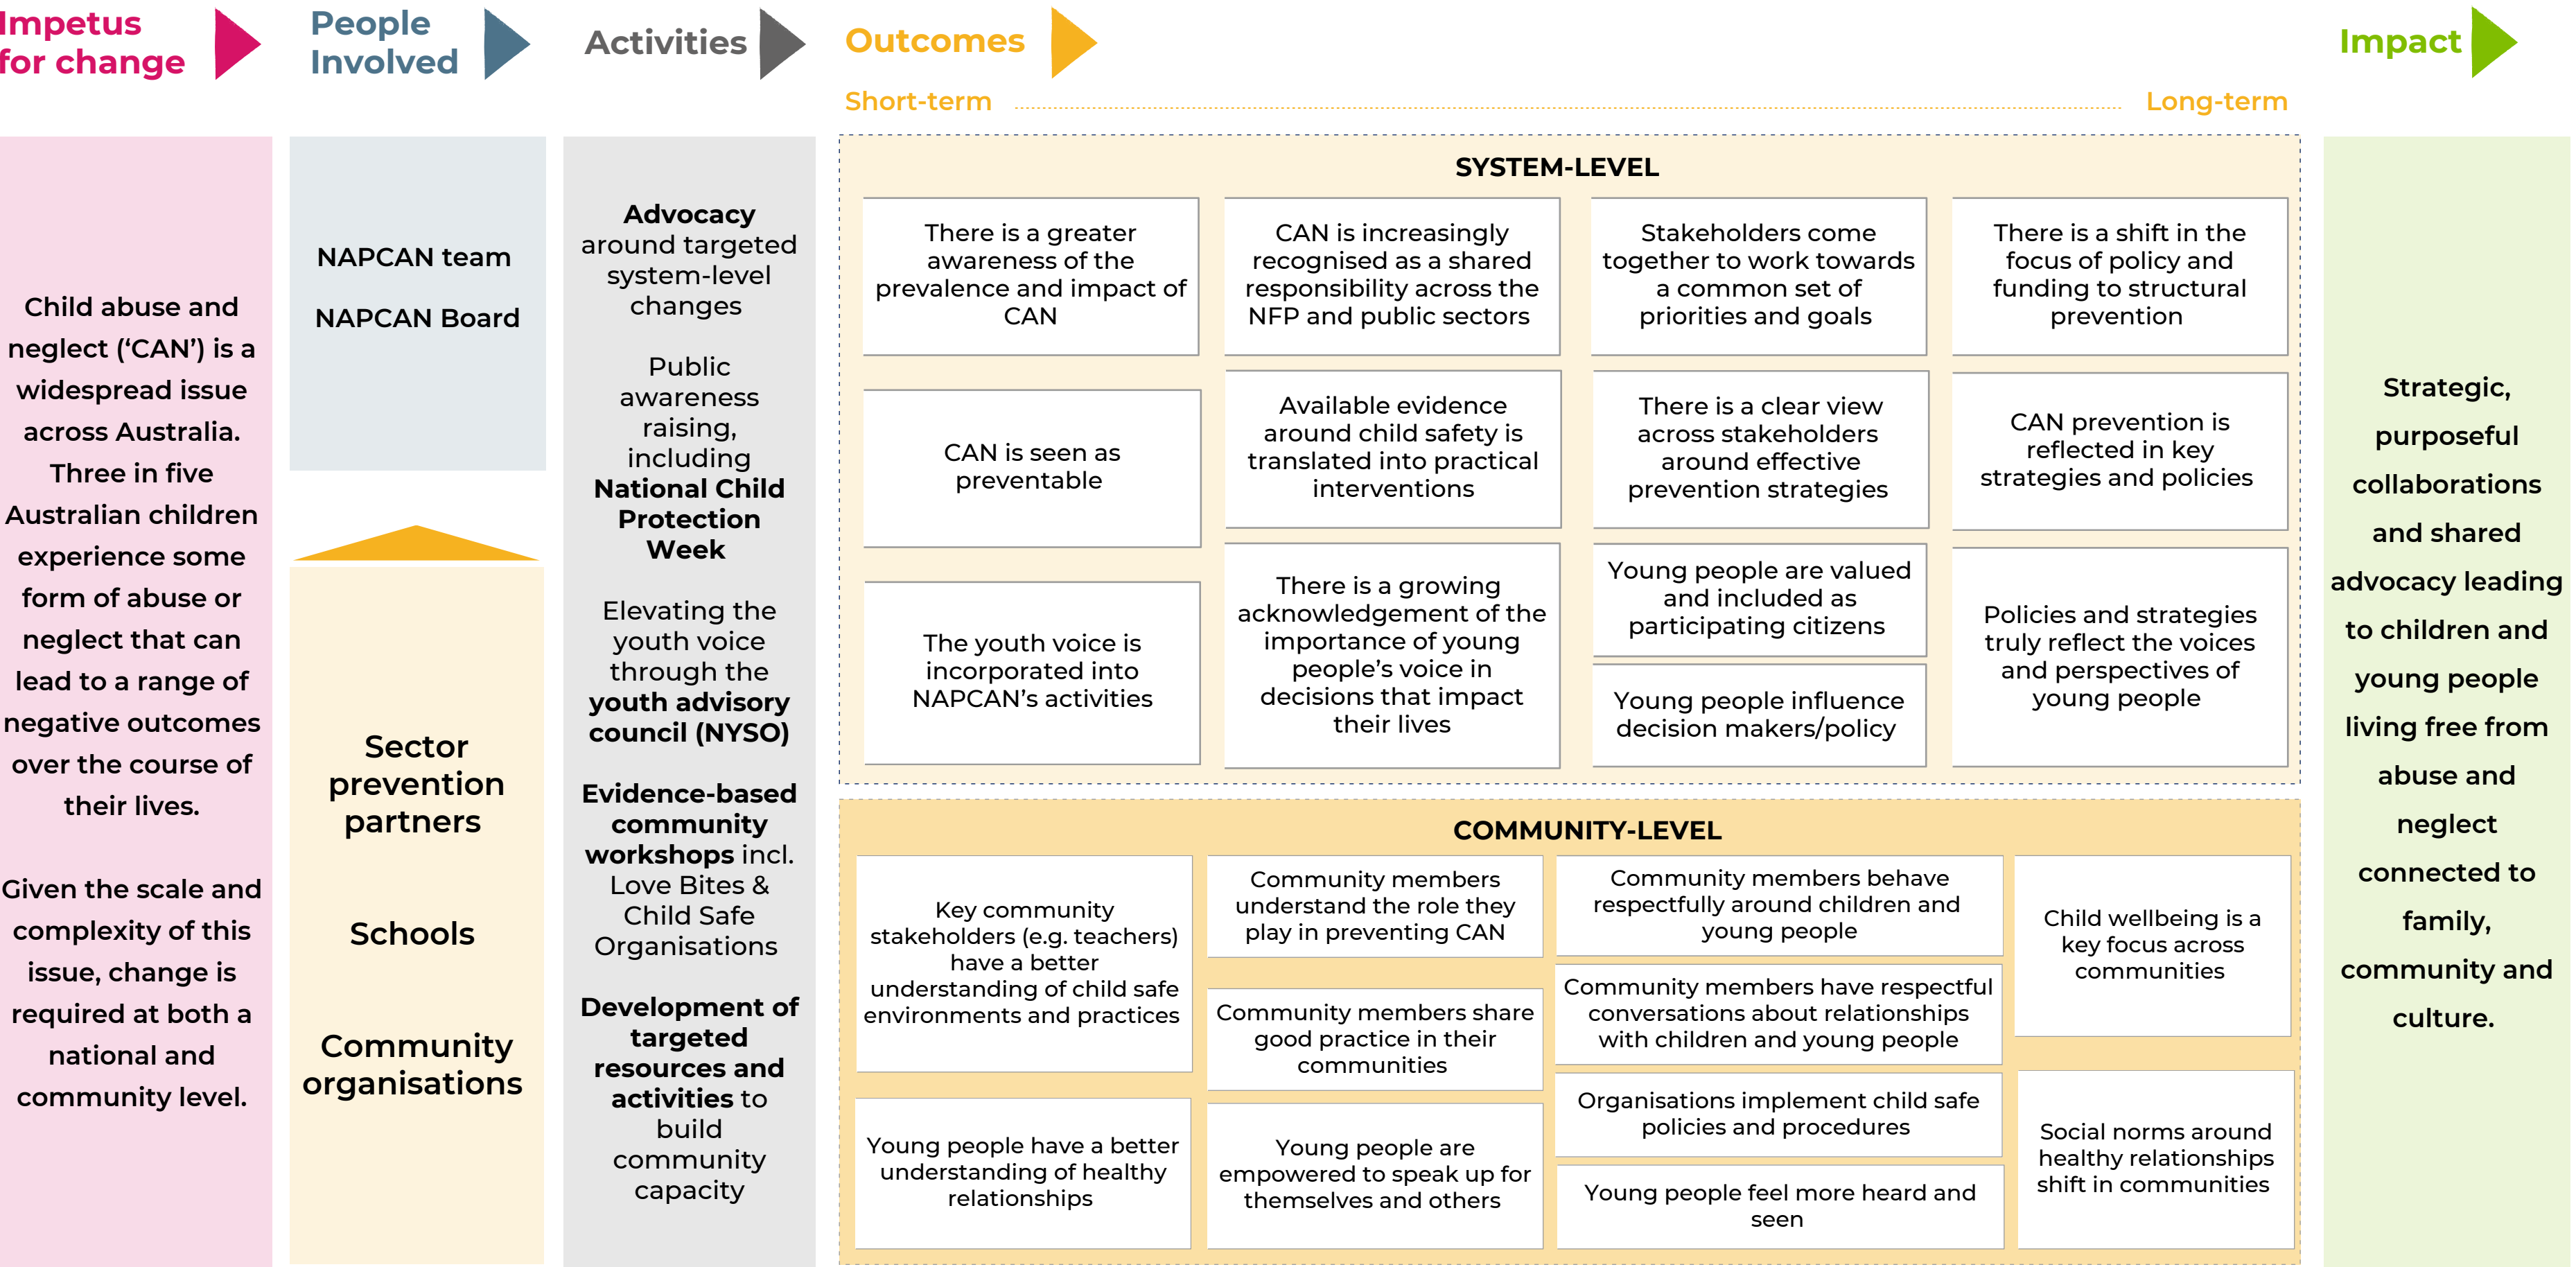 Impetus
for change
People
Involved
Activities
Outcomes
Impact
Short-term
Long-term
Child abuse and
neglect (‘CAN’) is a
widespread issue
across Australia.
Three in five
Australian children
experience some
form of abuse or
neglect that can
lead to a range of
negative outcomes
over the course of
their lives.
Given the scale and
complexity of this
issue, change is
required at both a
national and
community level.
NAPCAN team
NAPCAN Board
Sector
prevention
partners
Schools
Community
organisations
Advocacy
around targeted
system-level
changes
Public
awareness
raising,
including
National Child
Protection
Week
Elevating the
youth voice
through the
youth advisory
council (NYSO)
Evidence-based
community
workshops incl.
Love Bites &
Child Safe
Organisations
Development of
targeted
resources and
activities to
build
community
capacity
SYSTEM-LEVEL
There is a greater
awareness of the
prevalence and impact of
CAN
CAN is increasingly
recognised as a shared
responsibility across the
NFP and public sectors
Stakeholders come
together to work towards
a common set of
priorities and goals
There is a shift in the
focus of policy and
funding to structural
prevention
CAN is seen as
preventable
Available evidence
around child safety is
translated into practical
interventions
There is a clear view
across stakeholders
around effective
prevention strategies
CAN prevention is
reflected in key
strategies and policies
The youth voice is
incorporated into
NAPCAN’s activities
There is a growing
acknowledgement of the
importance of young
people’s voice in
decisions that impact
their lives
Young people are valued
and included as
participating citizens
Young people influence
decision makers/policy
Policies and strategies
truly reflect the voices
and perspectives of
young people
COMMUNITY-LEVEL
Key community
stakeholders (e.g. teachers)
have a better
understanding of child safe
environments and practices
Young people have a better
understanding of healthy
relationships
Community members
understand the role they
play in preventing CAN
Community members share
good practice in their
communities
Young people are
empowered to speak up for
themselves and others
Community members behave
respectfully around children and
young people
Community members have respectful
conversations about relationships
with children and young people
Organisations implement child safe
policies and procedures
Young people feel more heard and
seen
Child wellbeing is a
key focus across
communities
Social norms around
healthy relationships
shift in communities
Strategic,
purposeful
collaborations
and shared
advocacy leading
to children and
young people
living free from
abuse and
neglect
connected to
family,
community and
culture.